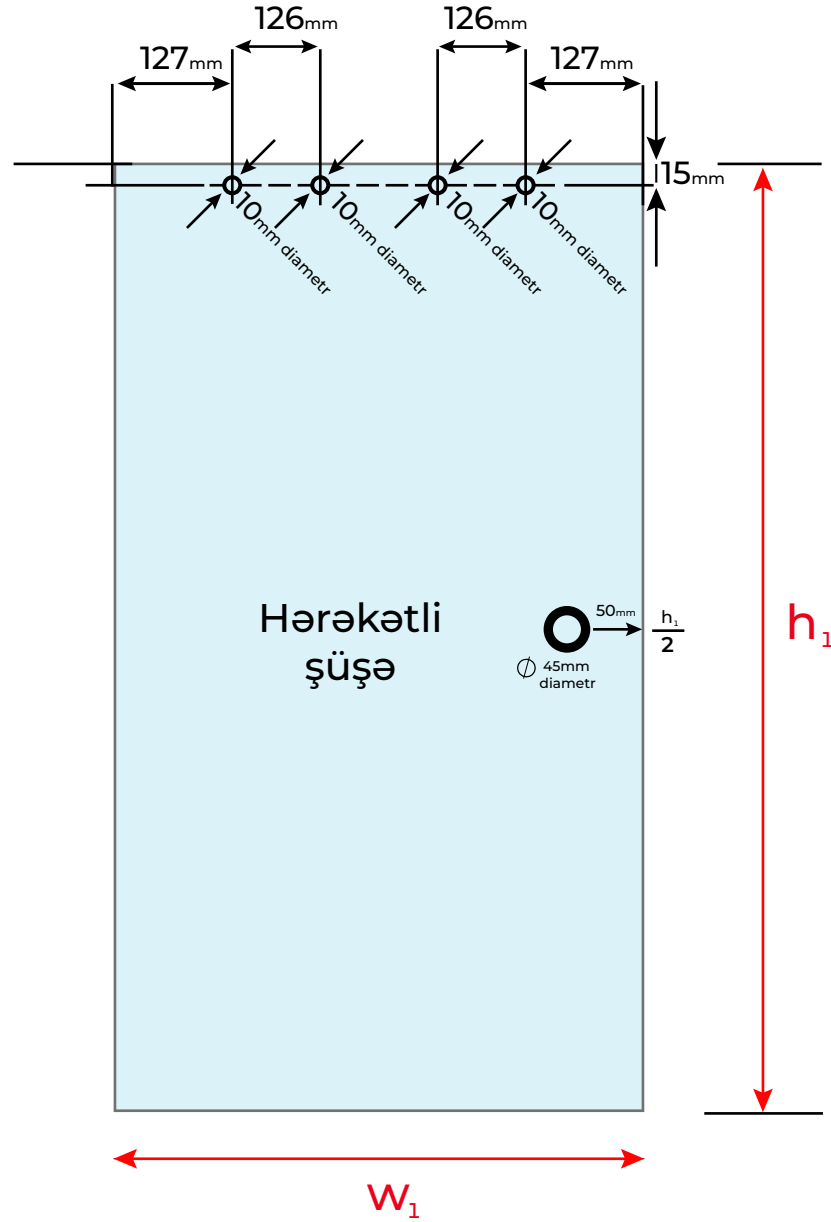 126mm
126mm
127mm
127mm
15mm
10mm diametr
10mm diametr
10mm diametr
10mm diametr
Hərəkətli
şüşə
50mm
h₁
2
45mm
diametr
h₁
W₁